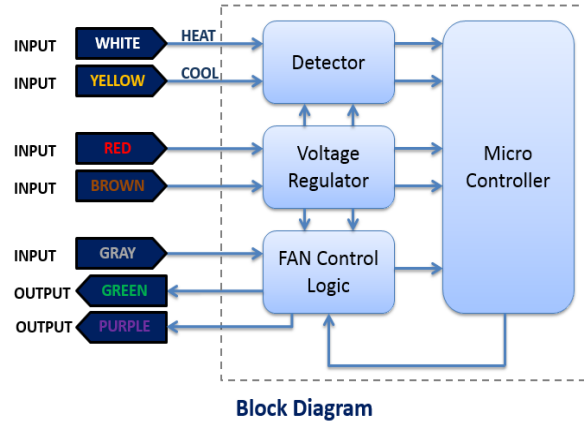 INPUT WHITE HEAT
INPUT YELLOW COOL
Detector
INPUT RED
INPUT BROWN
Voltage
Regulator
Micro
Controller
INPUT GRAY
OUTPUT GREEN
OUTPUT PURPLE
FAN Control
Logic
Block Diagram